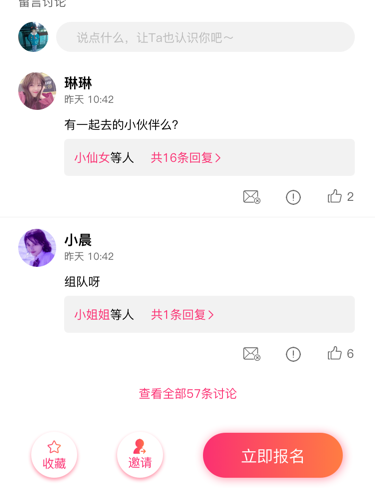 留言讨论
说点什么，让Ta也认识你吧～
琳琳
昨天 10:42
有一起去的小伙伴么?
小仙女等人 共16条回复
2
小晨
昨天 10:42
组队呀
小姐姐等人 共1条回复
6
查看全部57条讨论
收藏 邀请 立即报名